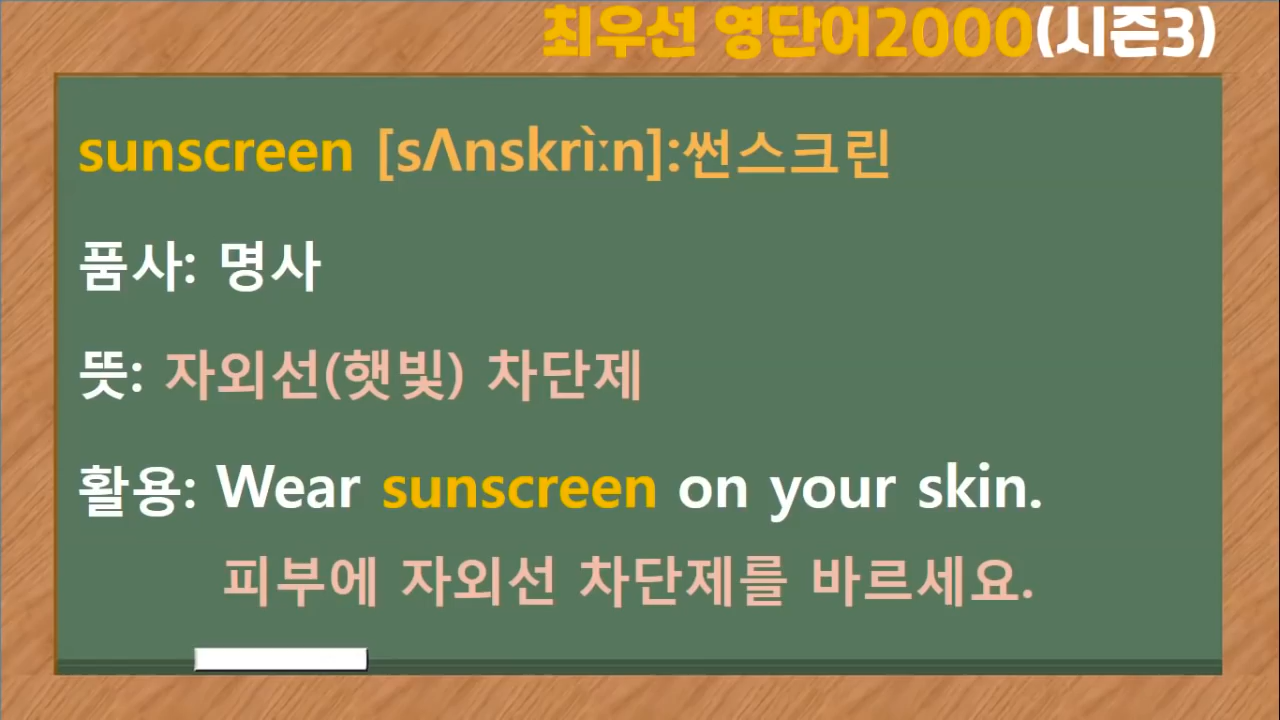 최우선 영단어2000(시즌3)
sunscreen [sΛnskrìːn]:썬스크린
품사: 명사
뜻: 자외선(햇빛) 차단제
활용: Wear sunscreen on your skin.
피부에 자외선 차단제를 바르세요.